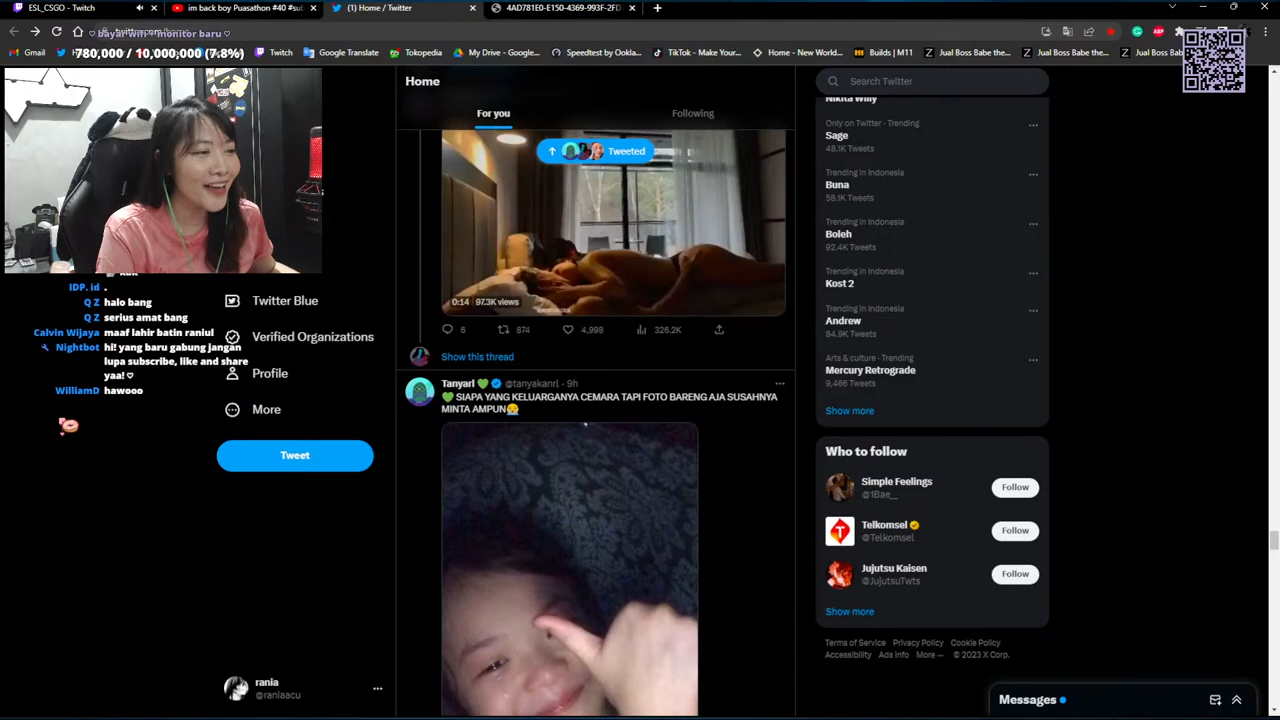 ESL_CSGO - Twitch
im back boy Puasathon #40 #sul
(1) Home / Twitter
4AD781E0-E150-4369-993F-2FD
bayarin monitor baru ♡
780,000 / 10,000,000 (7.8%)
Gmail
Twitch
Google Translate
Tokopedia
My Drive - Google...
Speedtest by Ookla...
TikTok - Make Your...
Home - New World...
Builds | M11
Jual Boss Babe the...
Jual Boss Babe the...
Jual Boss Babe th
Home
For you
Following
Tweeted
0:14 97.3K views
6
874
4,998
326.2K
Show this thread
Tanyarl 💚 @tanyakanrl - 9h
💚 SIAPA YANG KELUARGANYA CEMARA TAPI FOTO BARENG AJA SUSAHNYA
MINTA AMPUN😢
IDP. id .
Q Z halo bang
Q Z serius amat bang
Calvin Wijaya maaf lahir batin raniul
Nightbot hi! yang baru gabung jangan
lupa subscribe, like and share
yaa! ♡
WilliamD hawooo
Twitter Blue
Verified Organizations
Profile
More
Tweet
rania
@raniaacu
Search Twitter
Nikita Willy
Only on Twitter - Trending
Sage
48.1K Tweets
Trending in Indonesia
Buna
58.1K Tweets
Trending in Indonesia
Boleh
92.4K Tweets
Trending in Indonesia
Kost 2
Trending in Indonesia
Andrew
84.9K Tweets
Arts & culture - Trending
Mercury Retrograde
9,466 Tweets
Show more
Who to follow
Simple Feelings
@1Bae__
Follow
Telkomsel
@Telkomsel
Follow
Jujutsu Kaisen
@JujutsuTwts
Follow
Show more
Terms of Service Privacy Policy Cookie Policy
Accessibility Ads info More ··· © 2023 X Corp.
Messages